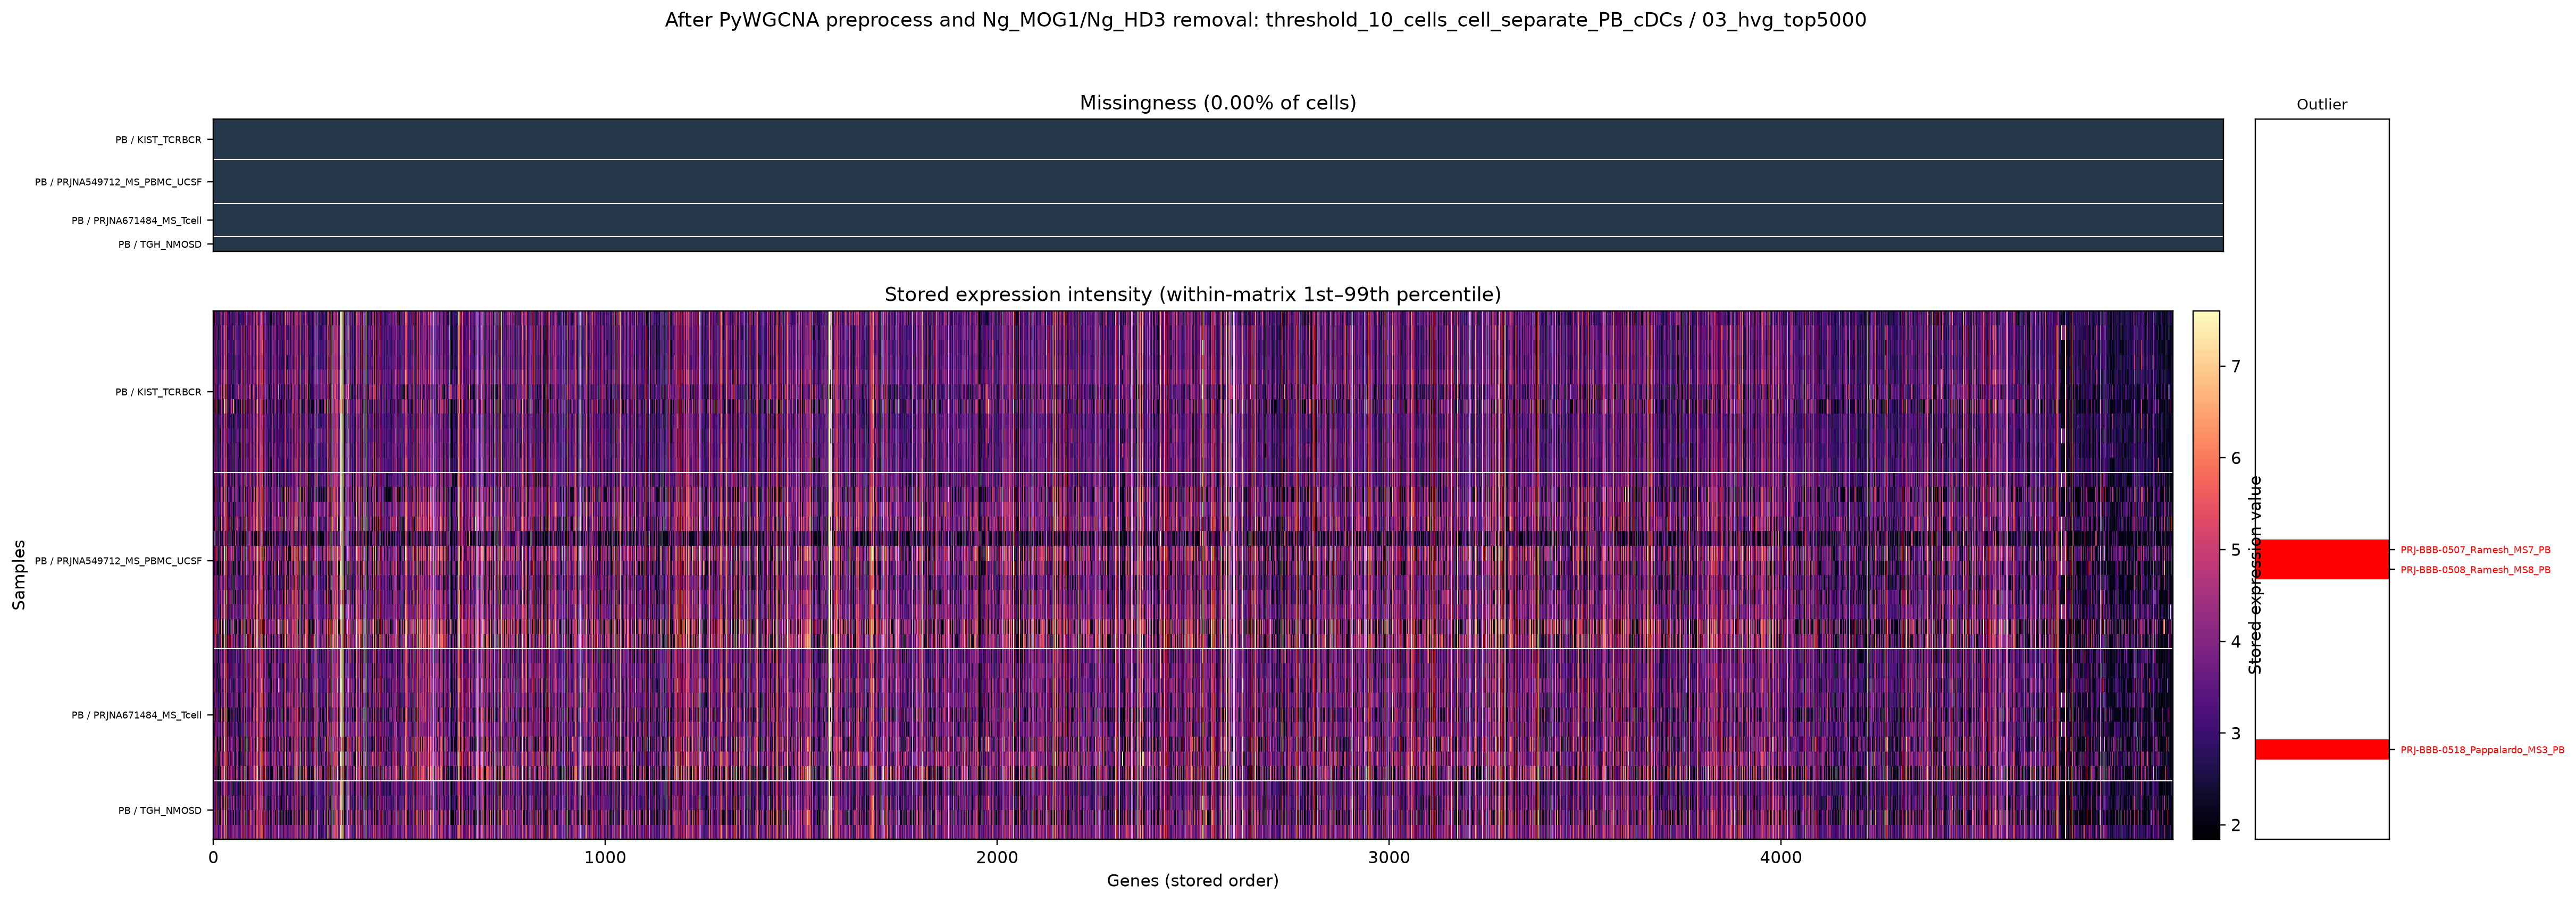 After PyWGCNA preprocess and Ng_MOG1/Ng_HD3 removal: threshold_10_cells_cell_separate_PB_cDCs / 03_hvg_top5000
Missingness (0.00% of cells)
Outlier
PB / KIST_TCRBCR
PB / PRJNA549712_MS_PBMC_UCSF
PB / PRJNA671484_MS_Tcell
PB / TGH_NMOSD
Stored expression intensity (within-matrix 1st–99th percentile)
Samples
PB / KIST_TCRBCR
PB / PRJNA549712_MS_PBMC_UCSF
PB / PRJNA671484_MS_Tcell
PB / TGH_NMOSD
0 1000 2000 3000 4000
Genes (stored order)
7
6
5
4
3
2
Stored expression value
PRJ-BBB-0507_Ramesh_MS7_PB
PRJ-BBB-0508_Ramesh_MS8_PB
PRJ-BBB-0518_Pappalardo_MS3_PB